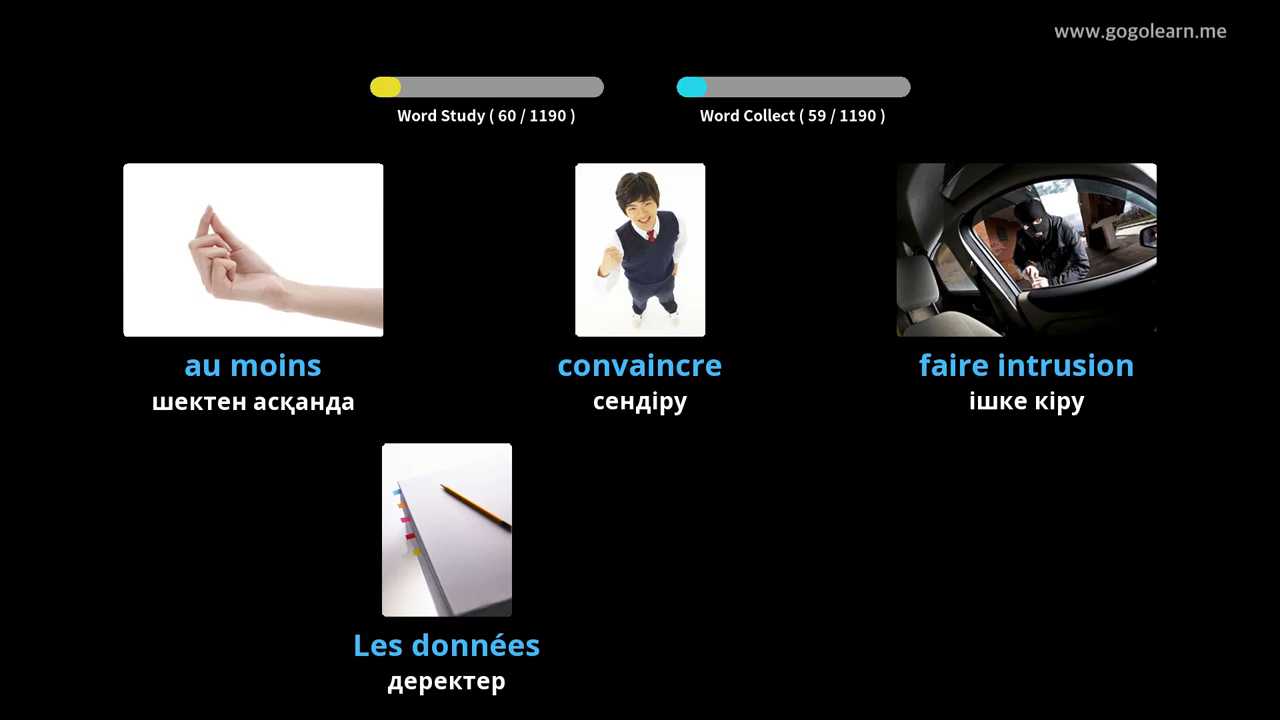 www.gogolearn.me
Word Study ( 60 / 1190 )
Word Collect ( 59 / 1190 )
au moins
шектен асқанда
convaincre
сендіру
faire intrusion
ішке кіру
Les données
деректер